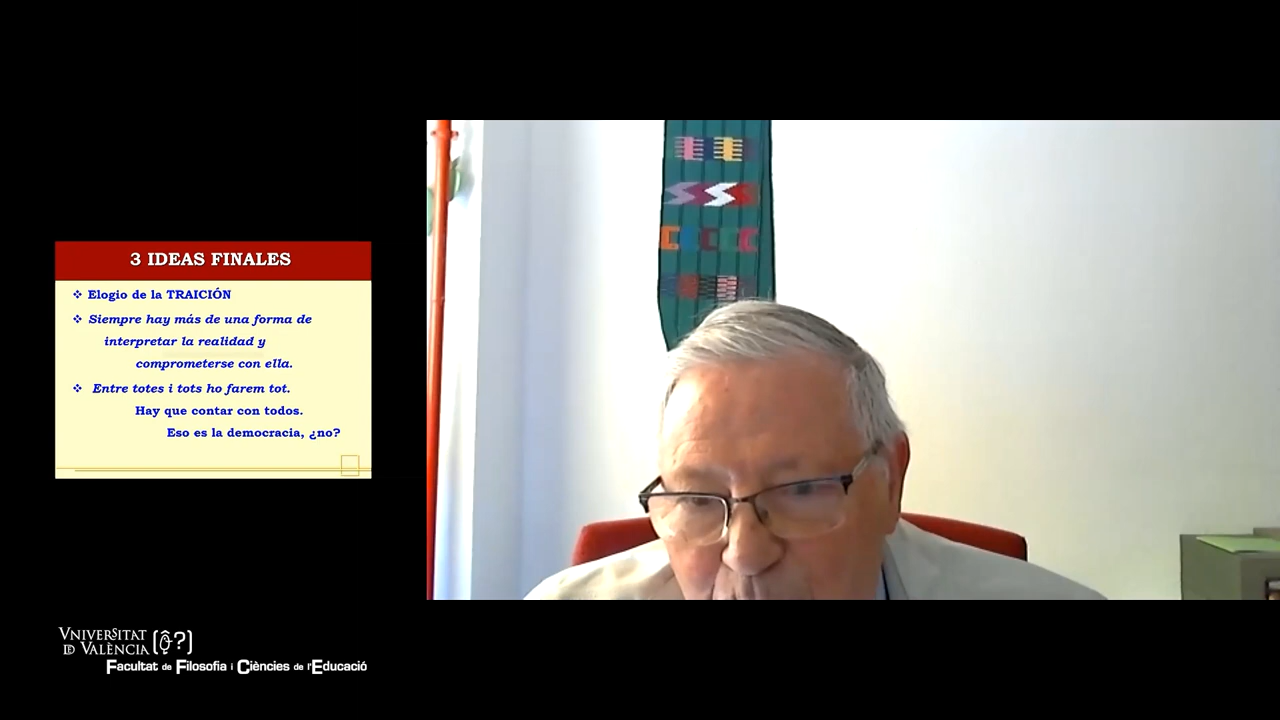 3 IDEAS FINALES
❖ Elogio de la TRAICIÓN
❖ Siempre hay más de una forma de
interpretar la realidad y
comprometerse con ella.
❖ Entre totes i tots ho farem tot.
Hay que contar con todos.
Eso es la democracia, ¿no?
VNIVERSITAT
ID VALÈNCIA
Facultat de Filosofia i Ciències de l'Educació